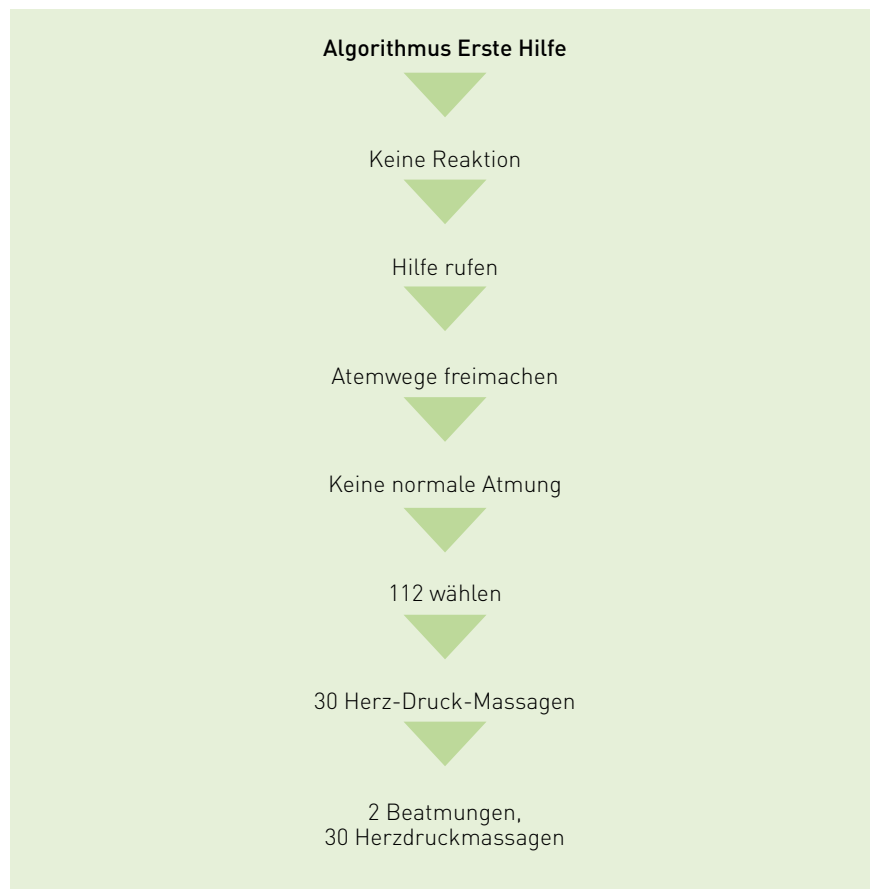 Algorithmus Erste Hilfe
Keine Reaktion
Hilfe rufen
Atemwege freimachen
Keine normale Atmung
112 wählen
30 Herz-Druck-Massagen
2 Beatmungen,
30 Herzdruckmassagen